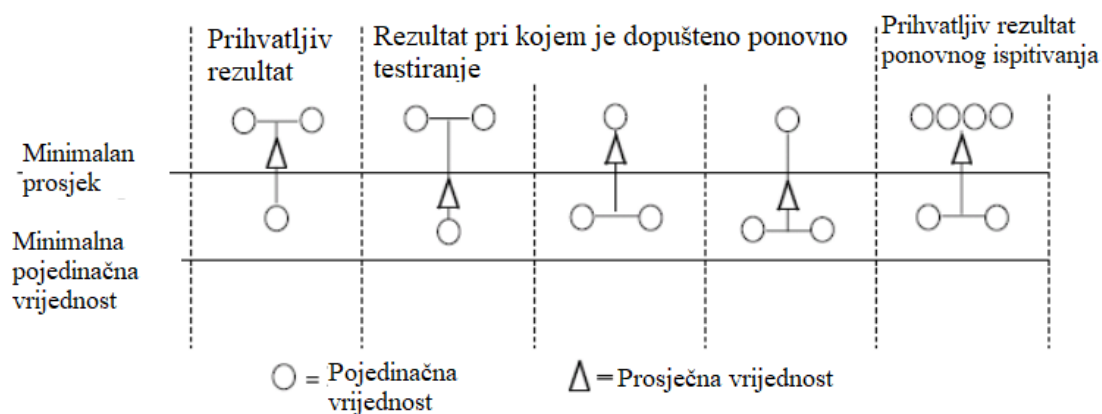 Prihvatljiv
rezultat
Rezultat pri kojem je dopušteno ponovno
testiranje
Prihvatljiv rezultat
ponovnog ispitivanja
Minimalan
prosjek
Minimalna
pojedinačna
vrijednost
= Pojedinačna
vrijednost
= Prosječna vrijednost